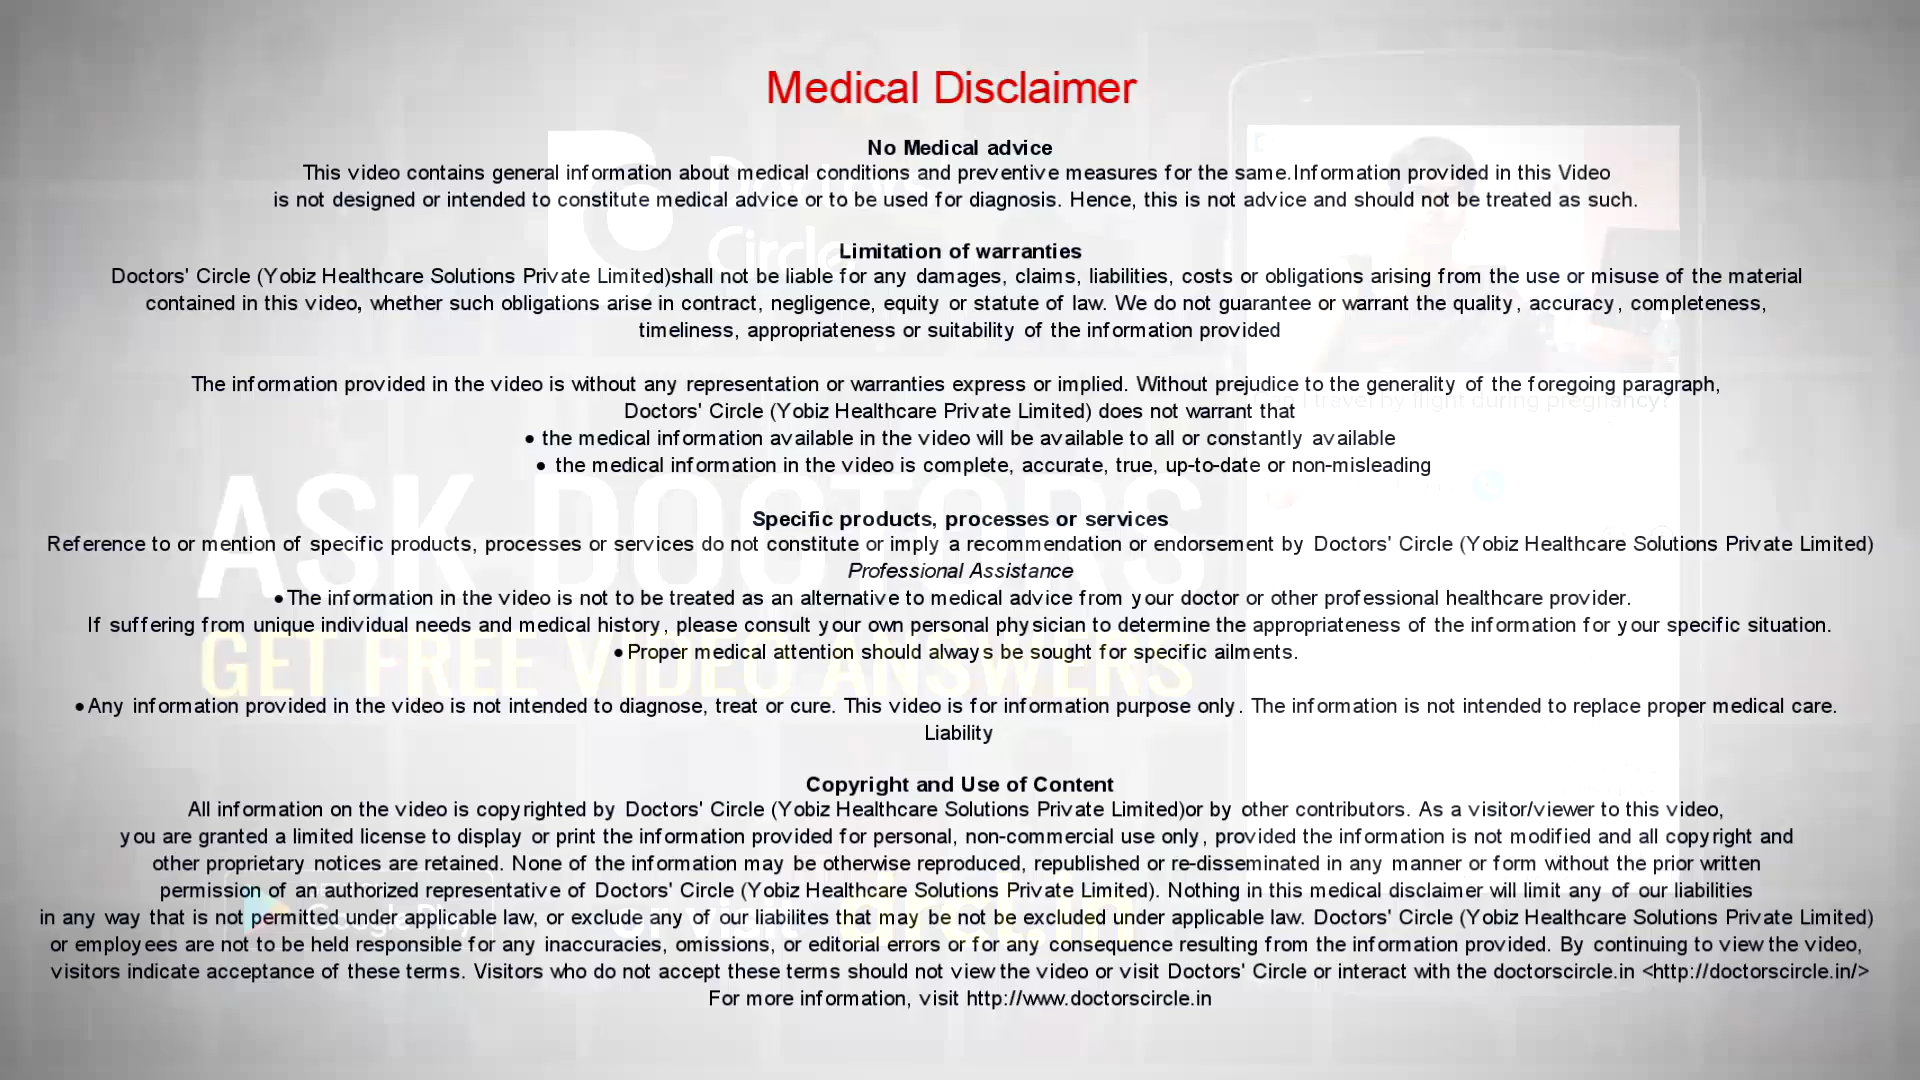 Medical Disclaimer
No Medical advice
This video contains general information about medical conditions and preventive measures for the same.Information provided in this Video
is not designed or intended to constitute medical advice or to be used for diagnosis. Hence, this is not advice and should not be treated as such.
Doctors'
Circle
Limitation of warranties
Doctors' Circle (Yobiz Healthcare Solutions Private Limited)shall not be liable for any damages, claims, liabilities, costs or obligations arising from the use or misuse of the material
contained in this video, whether such obligations arise in contract, negligence, equity or statute of law. We do not guarantee or warrant the quality, accuracy, completeness,
timeliness, appropriateness or suitability of the information provided
The information provided in the video is without any representation or warranties express or implied. Without prejudice to the generality of the foregoing paragraph,
Can I travel by flight during pregnancy?
Doctors' Circle (Yobiz Healthcare Private Limited) does not warrant that
● the medical information available in the video will be available to all or constantly available
● the medical information in the video is complete, accurate, true, up-to-date or non-misleading
ASK DOCTORS
Specific products, processes or services
Reference to or mention of specific products, processes or services do not constitute or imply a recommendation or endorsement by Doctors' Circle (Yobiz Healthcare Solutions Private Limited)
Professional Assistance
●The information in the video is not to be treated as an alternative to medical advice from your doctor or other professional healthcare provider.
If suffering from unique individual needs and medical history, please consult your own personal physician to determine the appropriateness of the information for your specific situation.
GET FREE VIDEO ANSWERS
●Proper medical attention should always be sought for specific ailments.
●Any information provided in the video is not intended to diagnose, treat or cure. This video is for information purpose only. The information is not intended to replace proper medical care.
Liability
Copyright and Use of Content
All information on the video is copyrighted by Doctors' Circle (Yobiz Healthcare Solutions Private Limited)or by other contributors. As a visitor/viewer to this video,
you are granted a limited license to display or print the information provided for personal, non-commercial use only, provided the information is not modified and all copyright and
other proprietary notices are retained. None of the information may be otherwise reproduced, republished or re-disseminated in any manner or form without the prior written
permission of an authorized representative of Doctors' Circle (Yobiz Healthcare Solutions Private Limited). Nothing in this medical disclaimer will limit any of our liabilities
in any way that is not permitted under applicable law, or exclude any of our liabilites that may be not be excluded under applicable law. Doctors' Circle (Yobiz Healthcare Solutions Private Limited)
Google Play or visit drcl.in
or employees are not to be held responsible for any inaccuracies, omissions, or editorial errors or for any consequence resulting from the information provided. By continuing to view the video,
visitors indicate acceptance of these terms. Visitors who do not accept these terms should not view the video or visit Doctors' Circle or interact with the doctorscircle.in <http://doctorscircle.in/>
For more information, visit http://www.doctorscircle.in